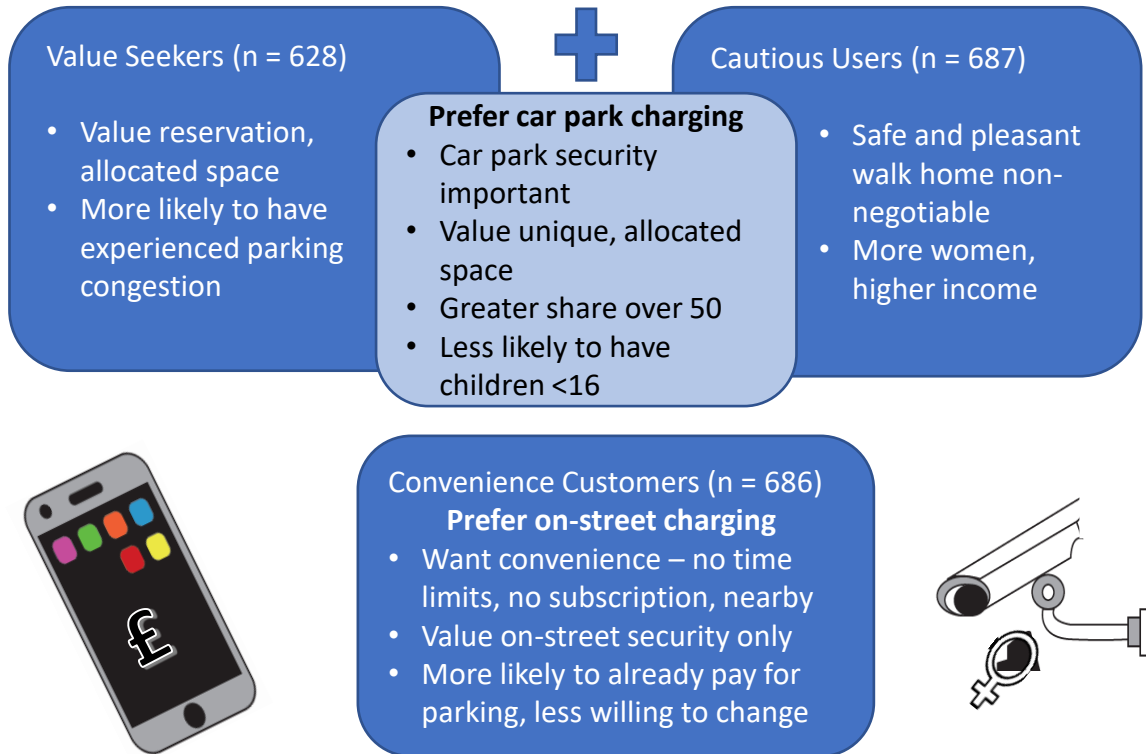 Value Seekers (n = 628)
• Value reservation,
allocated space
• More likely to have
experienced parking
congestion
Prefer car park charging
• Car park security
important
• Value unique, allocated
space
• Greater share over 50
• Less likely to have
children <16
Cautious Users (n = 687)
• Safe and pleasant
walk home non-
negotiable
• More women,
higher income
Convenience Customers (n = 686)
Prefer on-street charging
• Want convenience – no time
limits, no subscription, nearby
• Value on-street security only
• More likely to already pay for
parking, less willing to change
£